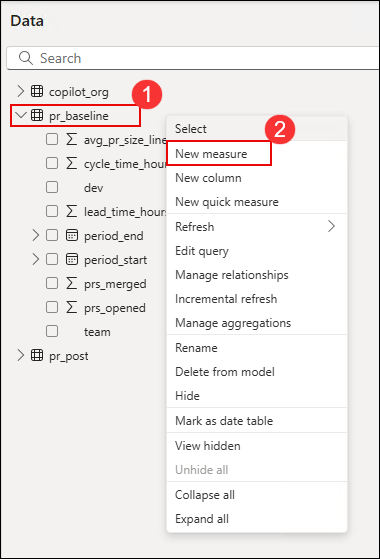 Data
Search
copilot_org
1
pr_baseline
avg_pr_size_line
cycle_time_hour
dev
lead_time_hours
period_end
period_start
prs_merged
prs_opened
team
pr_post
Select
2
New measure
New column
New quick measure
Refresh
Edit query
Manage relationships
Incremental refresh
Manage aggregations
Rename
Delete from model
Hide
Mark as date table
View hidden
Unhide all
Collapse all
Expand all